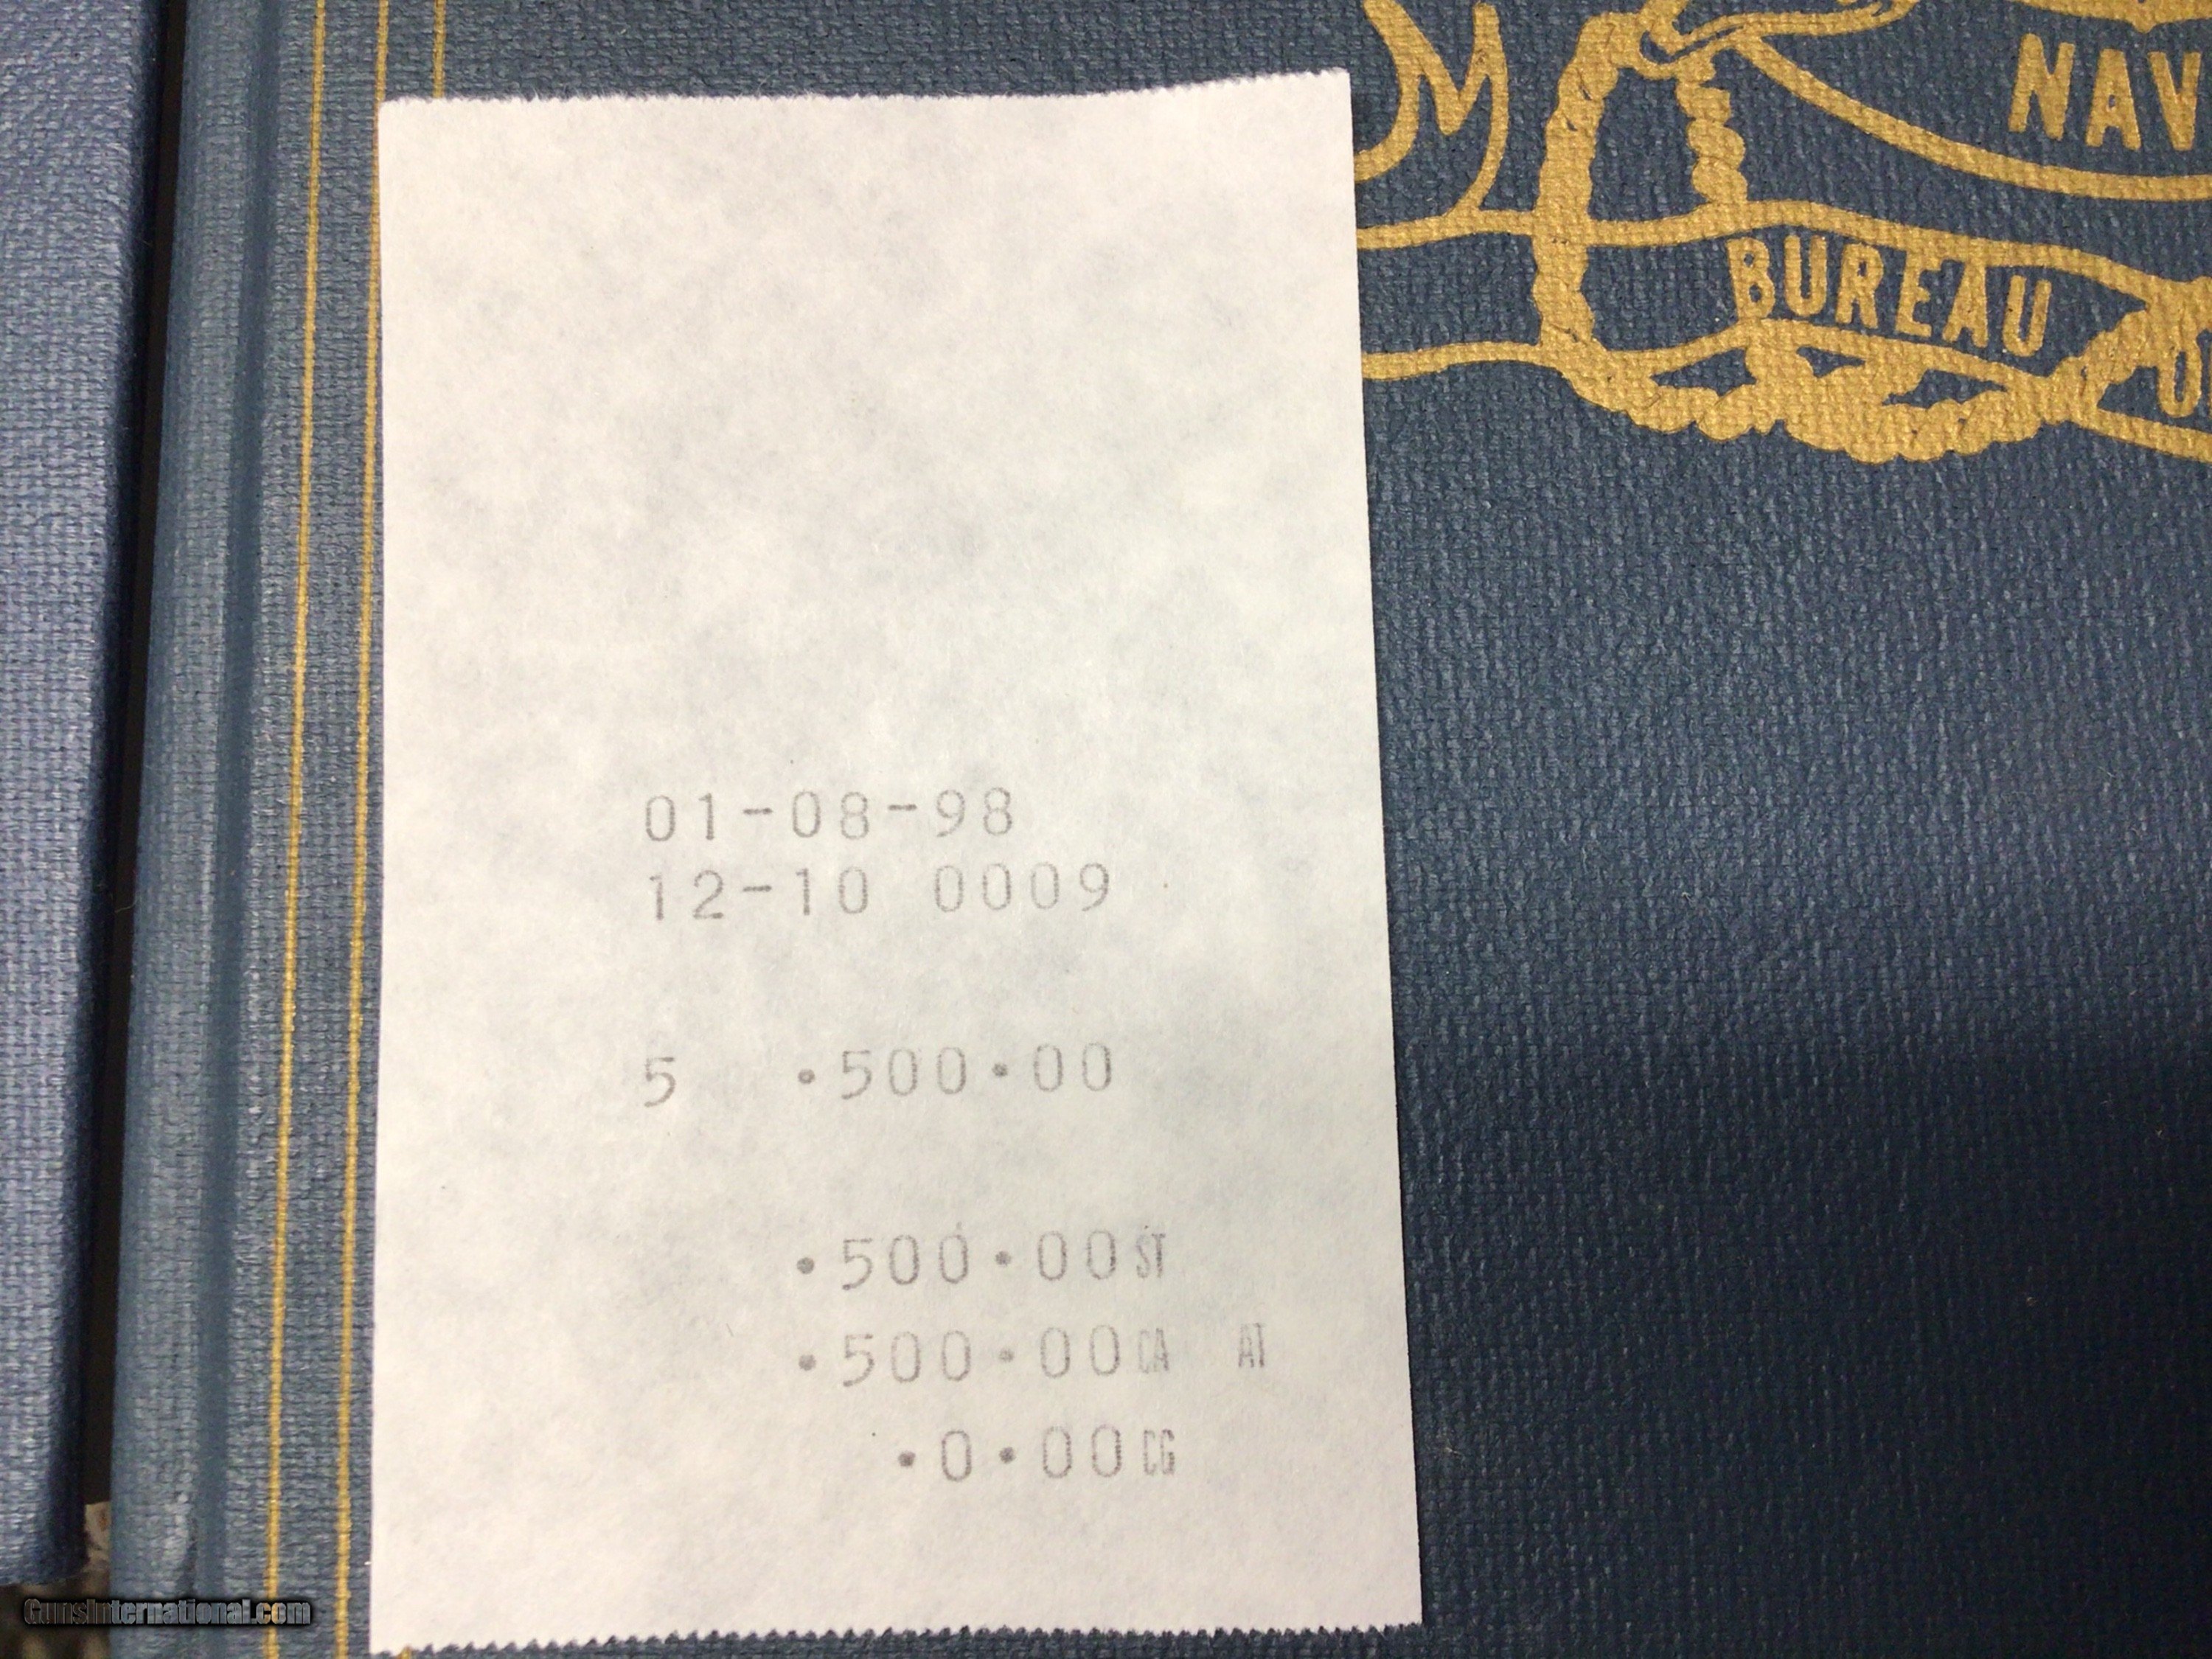 NAV
BUREAU
01-08-98
12-10 0009
5 •500•00
•500•00ST
•500•00CA AT
•0•00CG
GunsInternational.com